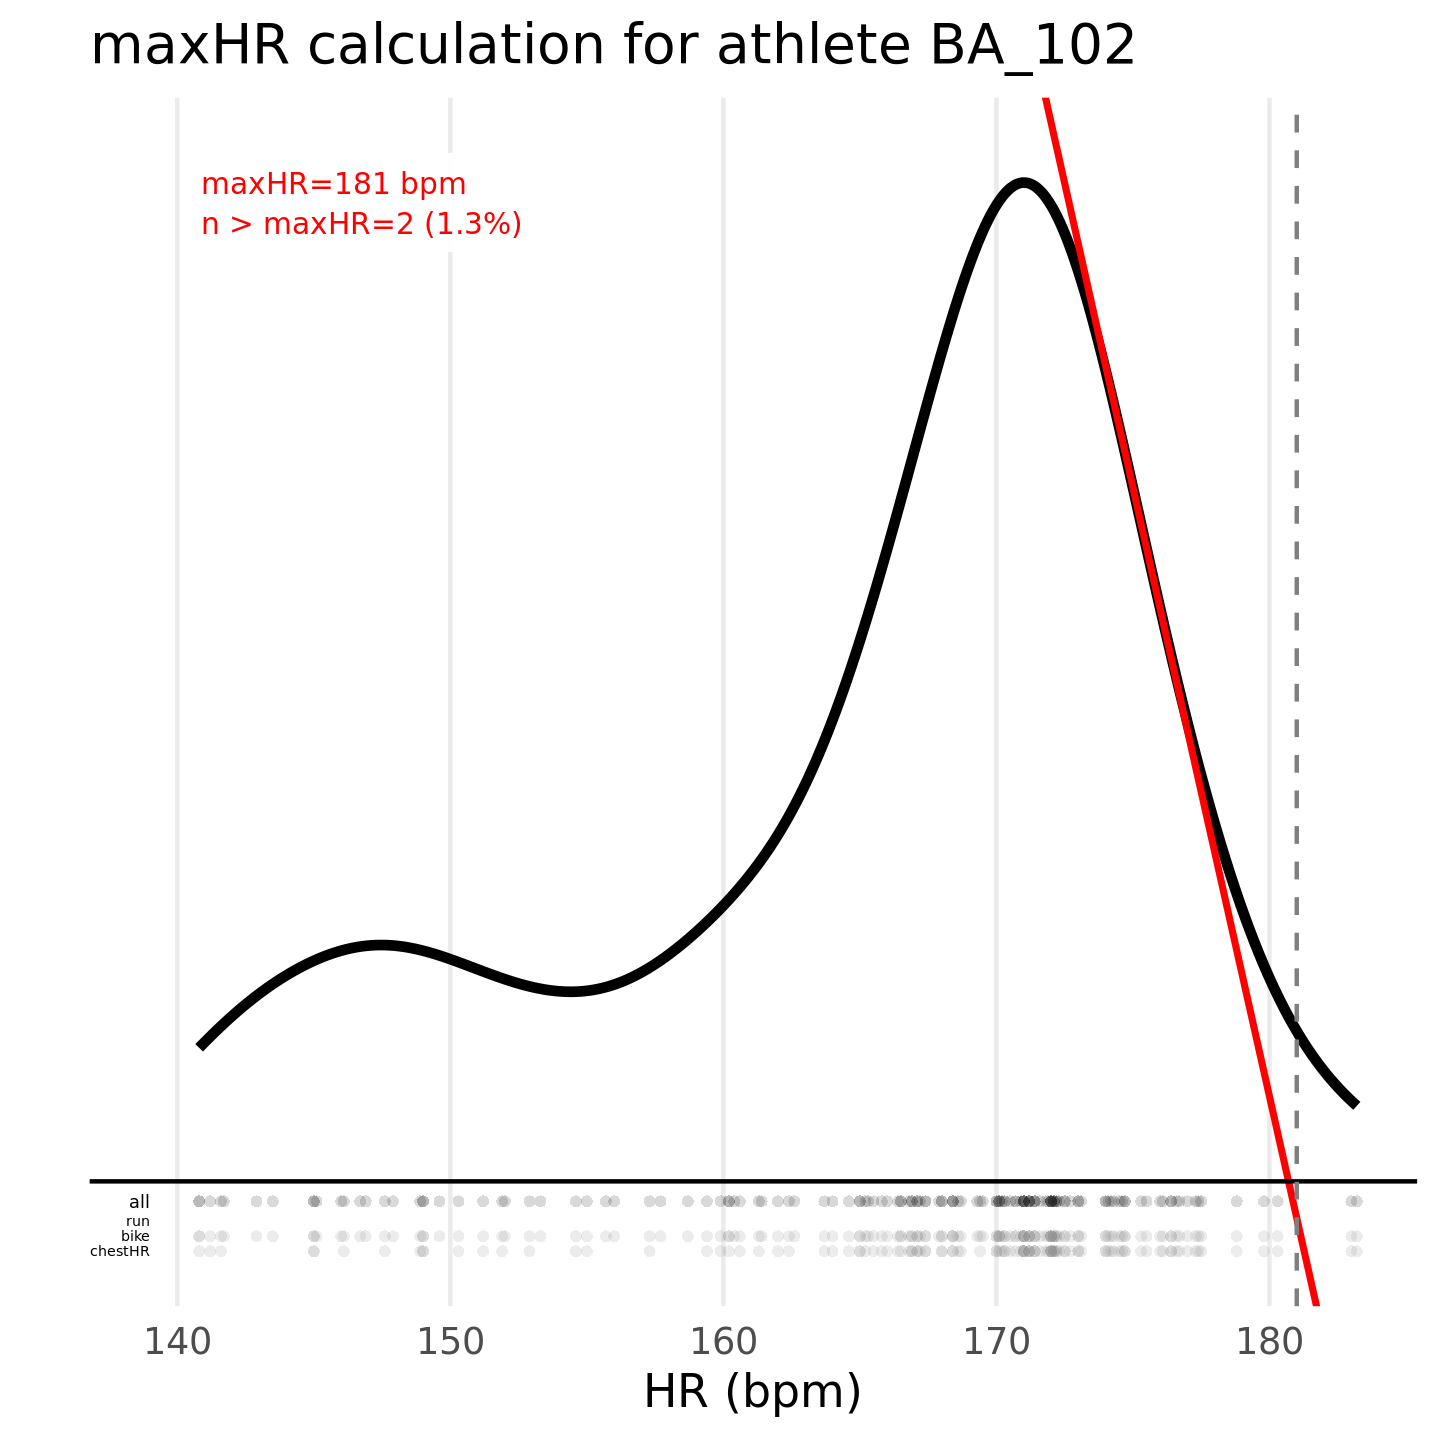 maxHR calculation for athlete BA_102
maxHR=181 bpm
n > maxHR=2 (1.3%)
all
run
bike
chestHR
140 150 160 170 180
HR (bpm)